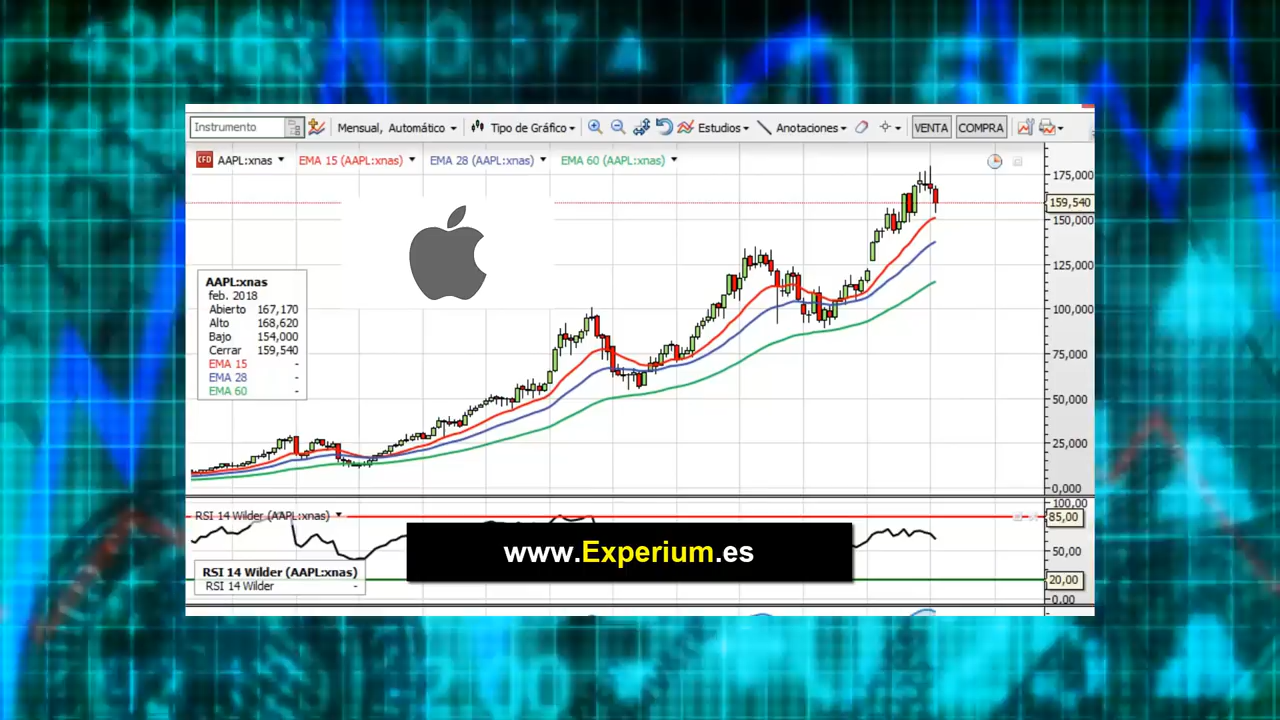 Instrumento
Mensual, Automático
Tipo de Gráfico
Estudios
Anotaciones
VENTA
COMPRA
CFD AAPL:xnas
EMA 15 (AAPL:xnas)
EMA 28 (AAPL:xnas)
EMA 60 (AAPL:xnas)
175,000
159,540
150,000
125,000
100,000
75,000
50,000
25,000
0,000
AAPL:xnas
feb. 2018
Abierto 167,170
Alto 168,620
Bajo 154,000
Cerrar 159,540
EMA 15 -
EMA 28 -
EMA 60 -
RSI 14 Wilder (AAPL:xnas)
100,00
85,00
50,00
20,00
0,00
www.Experium.es
RSI 14 Wilder (AAPL:xnas)
RSI 14 Wilder -